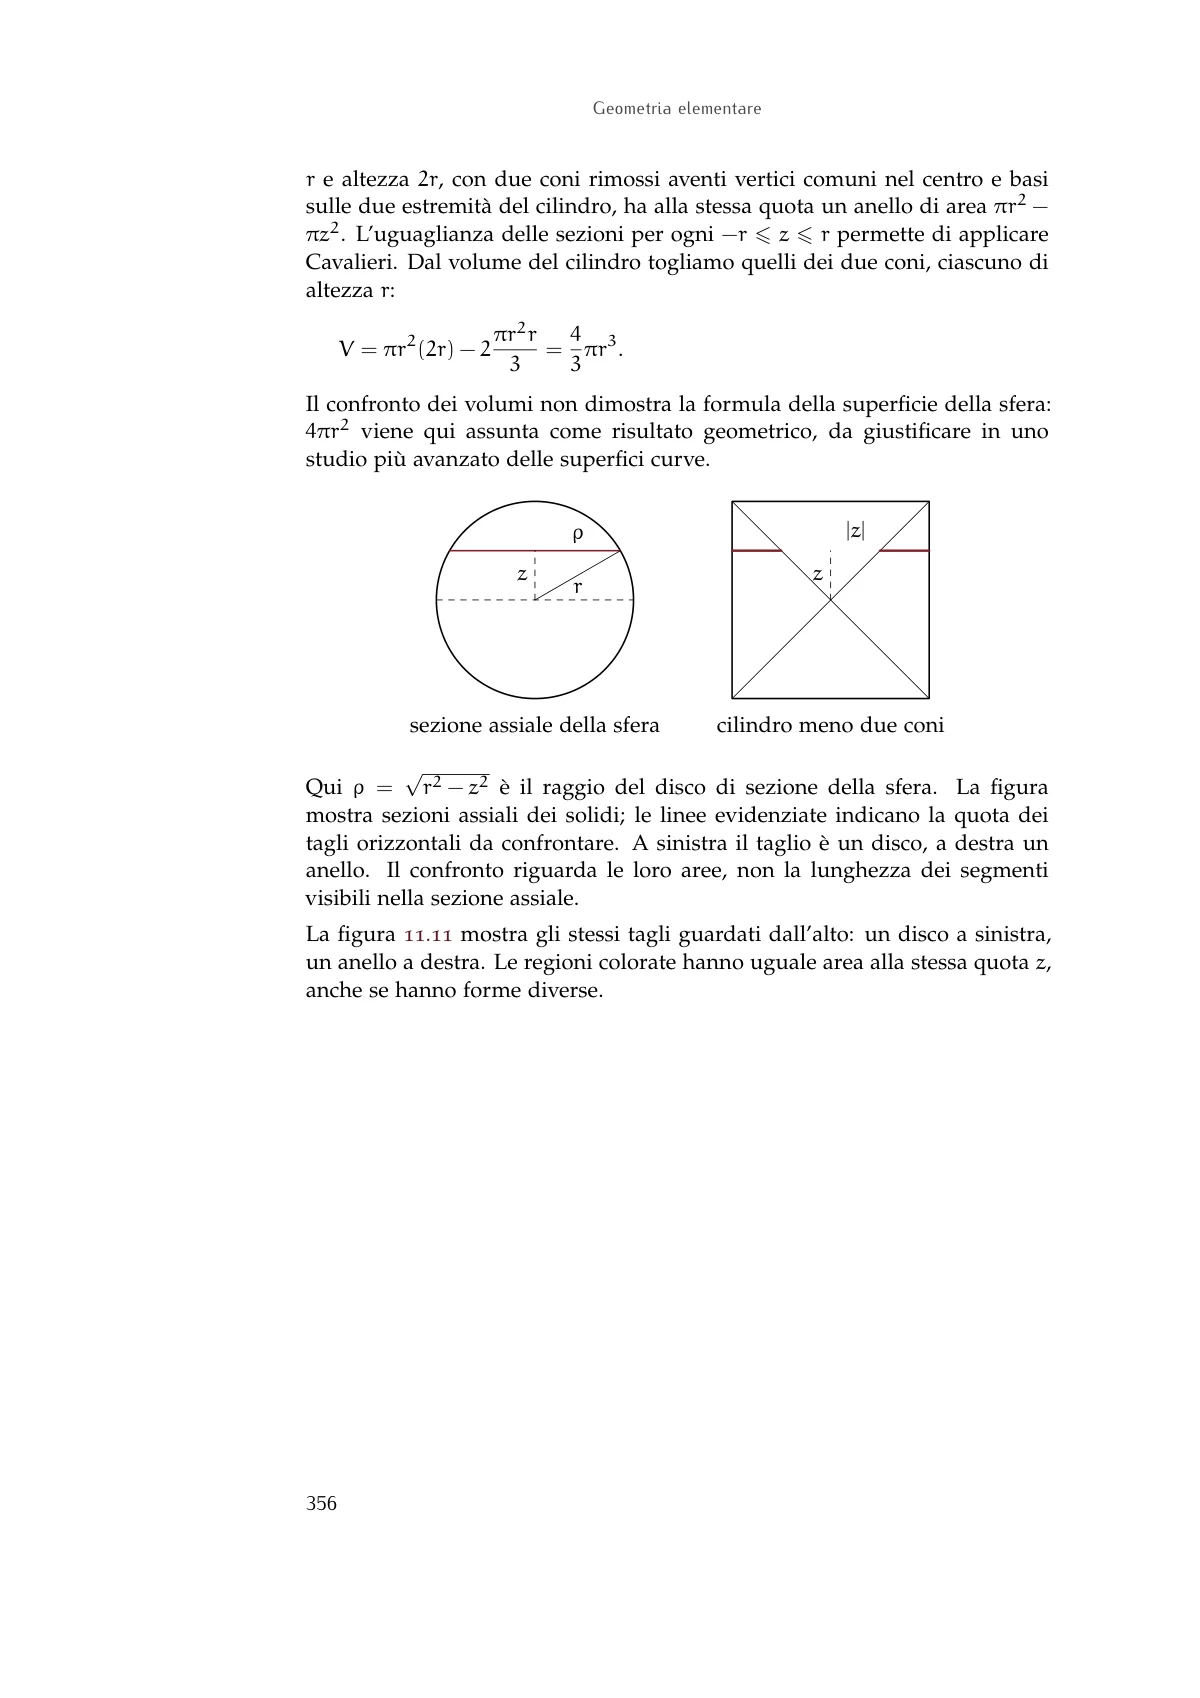 Geometria elementare
r e altezza 2r, con due coni rimossi aventi vertici comuni nel centro e basi
sulle due estremità del cilindro, ha alla stessa quota un anello di area πr² −
πz². L'uguaglianza delle sezioni per ogni −r ⩽ z ⩽ r permette di applicare
Cavalieri. Dal volume del cilindro togliamo quelli dei due coni, ciascuno di
altezza r:
V = πr²(2r) − 2 πr²r/3 = 4/3 πr³.
Il confronto dei volumi non dimostra la formula della superficie della sfera:
4πr² viene qui assunta come risultato geometrico, da giustificare in uno
studio più avanzato delle superfici curve.
ρ
z
r
|z|
z
sezione assiale della sfera
cilindro meno due coni
Qui ρ = √(r² − z²) è il raggio del disco di sezione della sfera. La figura
mostra sezioni assiali dei solidi; le linee evidenziate indicano la quota dei
tagli orizzontali da confrontare. A sinistra il taglio è un disco, a destra un
anello. Il confronto riguarda le loro aree, non la lunghezza dei segmenti
visibili nella sezione assiale.
La figura 11.11 mostra gli stessi tagli guardati dall'alto: un disco a sinistra,
un anello a destra. Le regioni colorate hanno uguale area alla stessa quota z,
anche se hanno forme diverse.
356